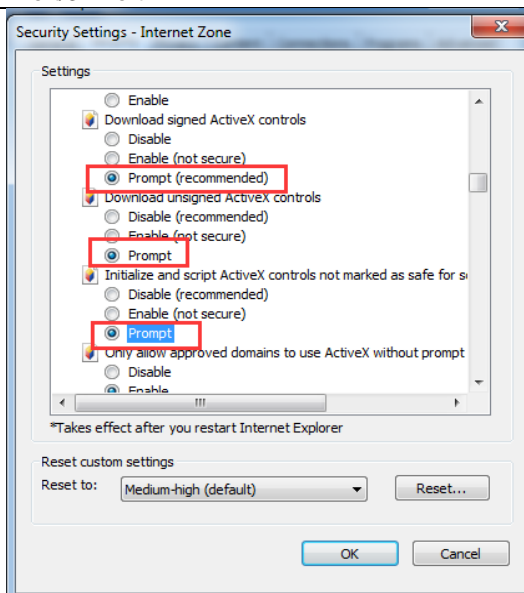 Security Settings - Internet Zone
Settings
Enable
Download signed ActiveX controls
Disable
Enable (not secure)
Prompt (recommended)
Download unsigned ActiveX controls
Disable (recommended)
Enable (not secure)
Prompt
Initialize and script ActiveX controls not marked as safe for s
Disable (recommended)
Enable (not secure)
Prompt
Only allow approved domains to use ActiveX without prompt
Disable
Enable
*Takes effect after you restart Internet Explorer
Reset custom settings
Reset to:
Medium-high (default)
Reset...
OK
Cancel